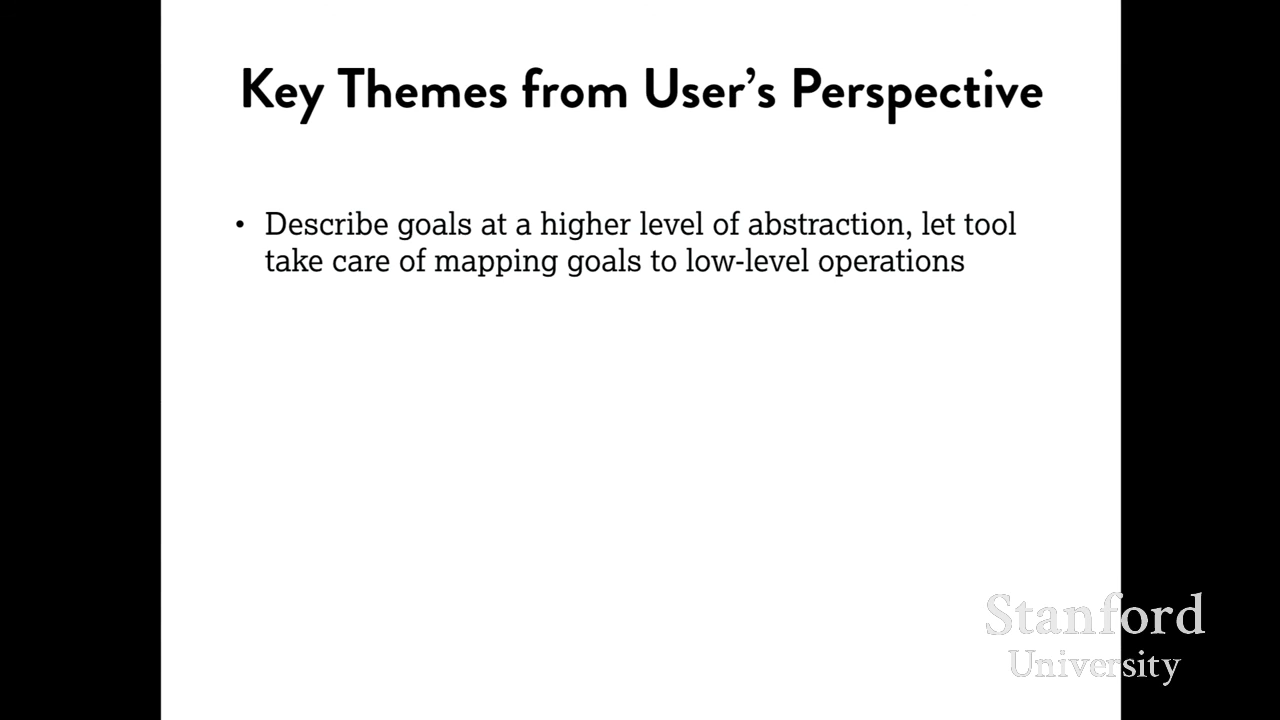 Key Themes from User's Perspective
• Describe goals at a higher level of abstraction, let tool
take care of mapping goals to low-level operations
Stanford
University